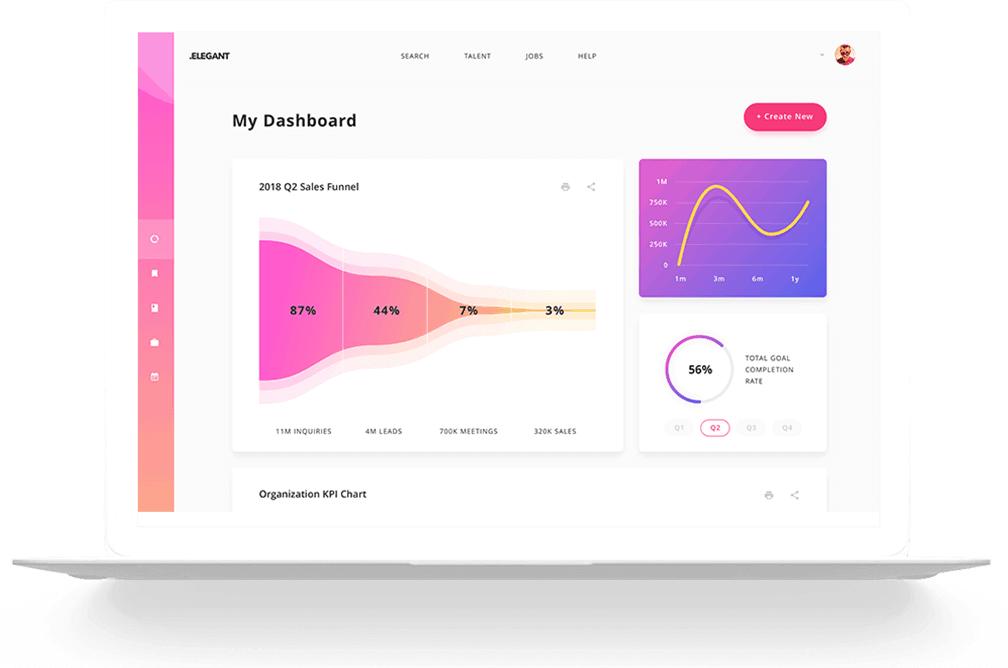 .ELEGANT
SEARCH TALENT JOBS HELP
My Dashboard
+ Create New
2018 Q2 Sales Funnel
87% 44% 7% 3%
11M INQUIRIES 4M LEADS 700K MEETINGS 320K SALES
1M
750K
500K
250K
0
1m 3m 6m 1y
56%
TOTAL GOAL
COMPLETION
RATE
Q1 Q2 Q3 Q4
Organization KPI Chart